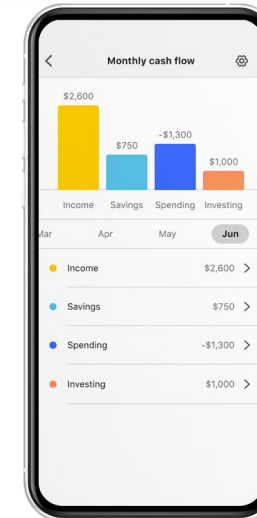 Monthly cash flow
$2,600
$750
-$1,300
$1,000
Income Savings Spending Investing
Mar Apr May Jun
Income $2,600
Savings $750
Spending -$1,300
Investing $1,000